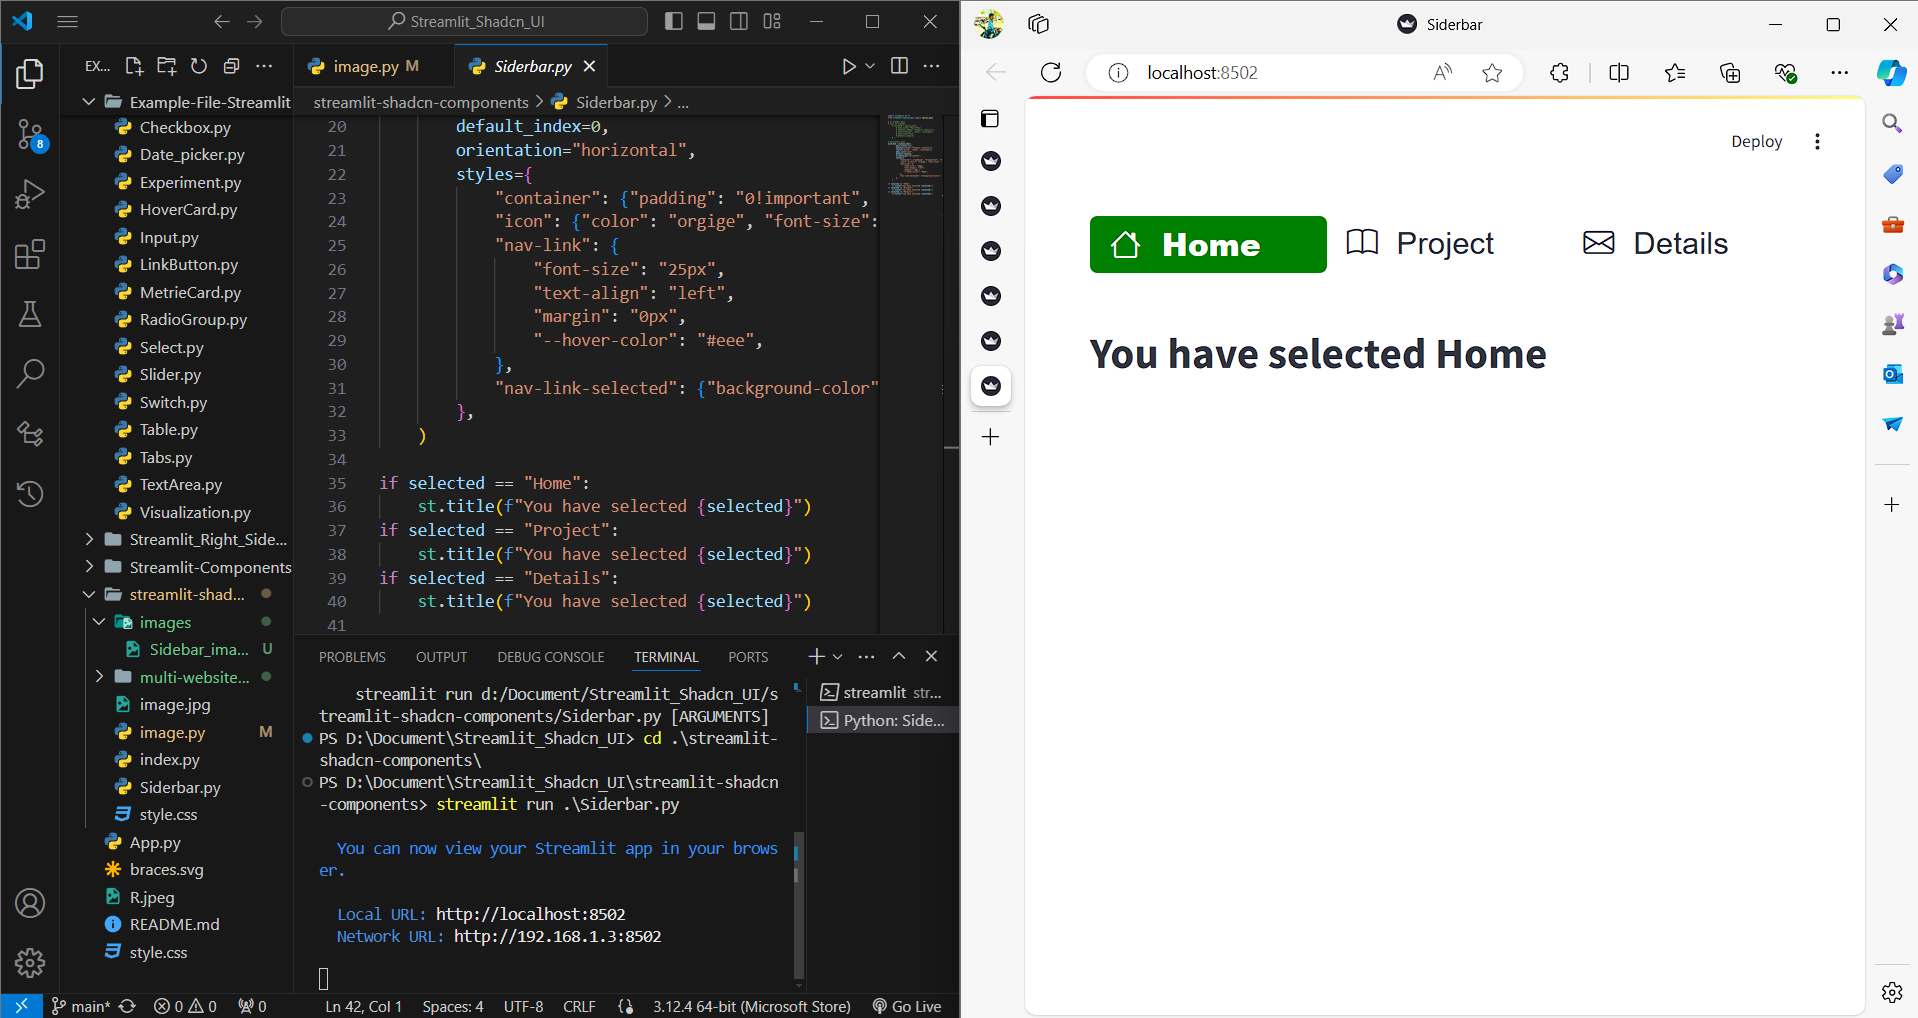 Streamlit_Shadcn_UI
EX...
image.py M
Siderbar.py
Example-File-Streamlit
Checkbox.py
Date_picker.py
Experiment.py
HoverCard.py
Input.py
LinkButton.py
MetrieCard.py
RadioGroup.py
Select.py
Slider.py
Switch.py
Table.py
Tabs.py
TextArea.py
Visualization.py
Streamlit_Right_Side...
Streamlit-Components
streamlit-shad...
images
Sidebar_ima... U
multi-website...
image.jpg
image.py M
index.py
Siderbar.py
style.css
App.py
braces.svg
R.jpeg
README.md
style.css
8
streamlit-shadcn-components > Siderbar.py > ...
20 default_index=0,
21 orientation="horizontal",
22 styles={
23 "container": {"padding": "0!important",
24 "icon": {"color": "orgige", "font-size":
25 "nav-link": {
26 "font-size": "25px",
27 "text-align": "left",
28 "margin": "0px",
29 "--hover-color": "#eee",
30 },
31 "nav-link-selected": {"background-color"
32 },
33 )
34
35 if selected == "Home":
36 st.title(f"You have selected {selected}")
37 if selected == "Project":
38 st.title(f"You have selected {selected}")
39 if selected == "Details":
40 st.title(f"You have selected {selected}")
41
PROBLEMS OUTPUT DEBUG CONSOLE TERMINAL PORTS
streamlit run d:/Document/Streamlit_Shadcn_UI/s
treamlit-shadcn-components/Siderbar.py [ARGUMENTS]
PS D:\Document\Streamlit_Shadcn_UI> cd .\streamlit-
shadcn-components\
PS D:\Document\Streamlit_Shadcn_UI\streamlit-shadcn
-components> streamlit run .\Siderbar.py
You can now view your Streamlit app in your brows
er.
Local URL: http://localhost:8502
Network URL: http://192.168.1.3:8502
streamlit str...
Python: Side...
main* 0 0 0 Ln 42, Col 1 Spaces: 4 UTF-8 CRLF 3.12.4 64-bit (Microsoft Store) Go Live
Siderbar
localhost:8502
Deploy
Home Project Details
You have selected Home